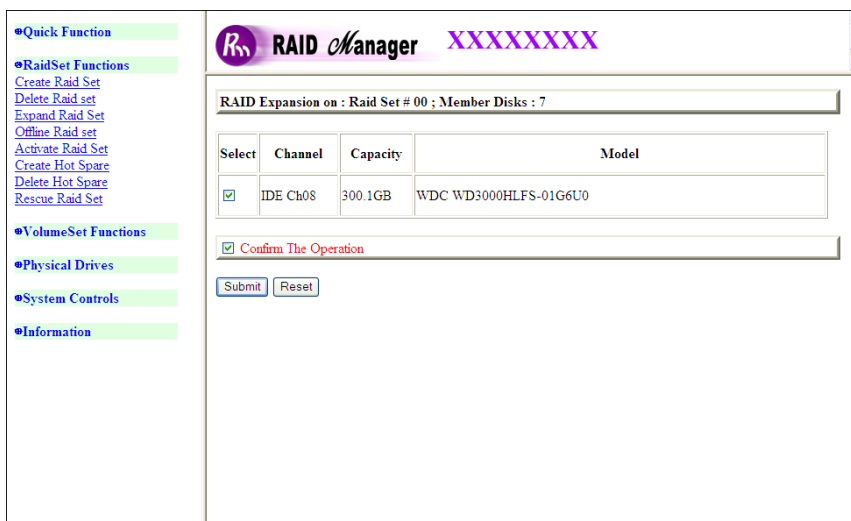 Quick Function
RaidSet Functions
Create Raid Set
Delete Raid set
Expand Raid Set
Offline Raid set
Activate Raid Set
Create Hot Spare
Delete Hot Spare
Rescue Raid Set
VolumeSet Functions
Physical Drives
System Controls
Information
Rm RAID Manager XXXXXXXX
RAID Expansion on : Raid Set # 00 ; Member Disks : 7
Select Channel Capacity Model
IDE Ch08 300.1GB WDC WD3000HLFS-01G6U0
Confirm The Operation
Submit Reset